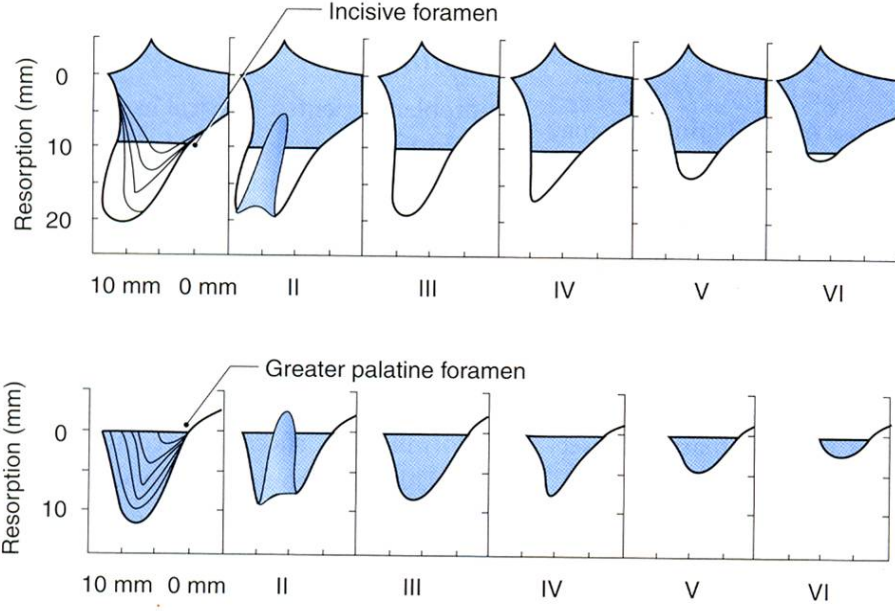 Incisive foramen
Resorption (mm)
0
10
20
10 mm 0 mm II III IV V VI
Greater palatine foramen
Resorption (mm)
0
10
10 mm 0 mm II III IV V VI